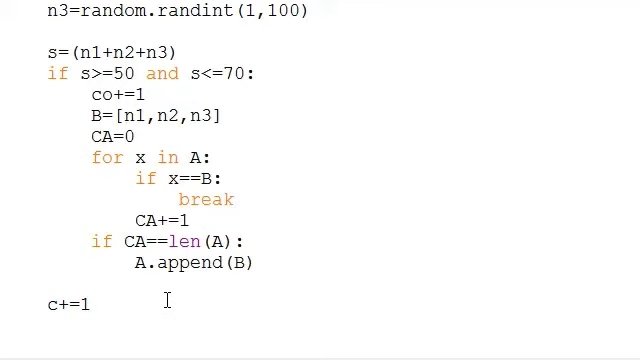 n3=random.randint(1,100)
s=(n1+n2+n3)
if s>=50 and s<=70:
co+=1
B=[n1,n2,n3]
CA=0
for x in A:
if x==B:
break
CA+=1
if CA==len(A):
A.append(B)
c+=1